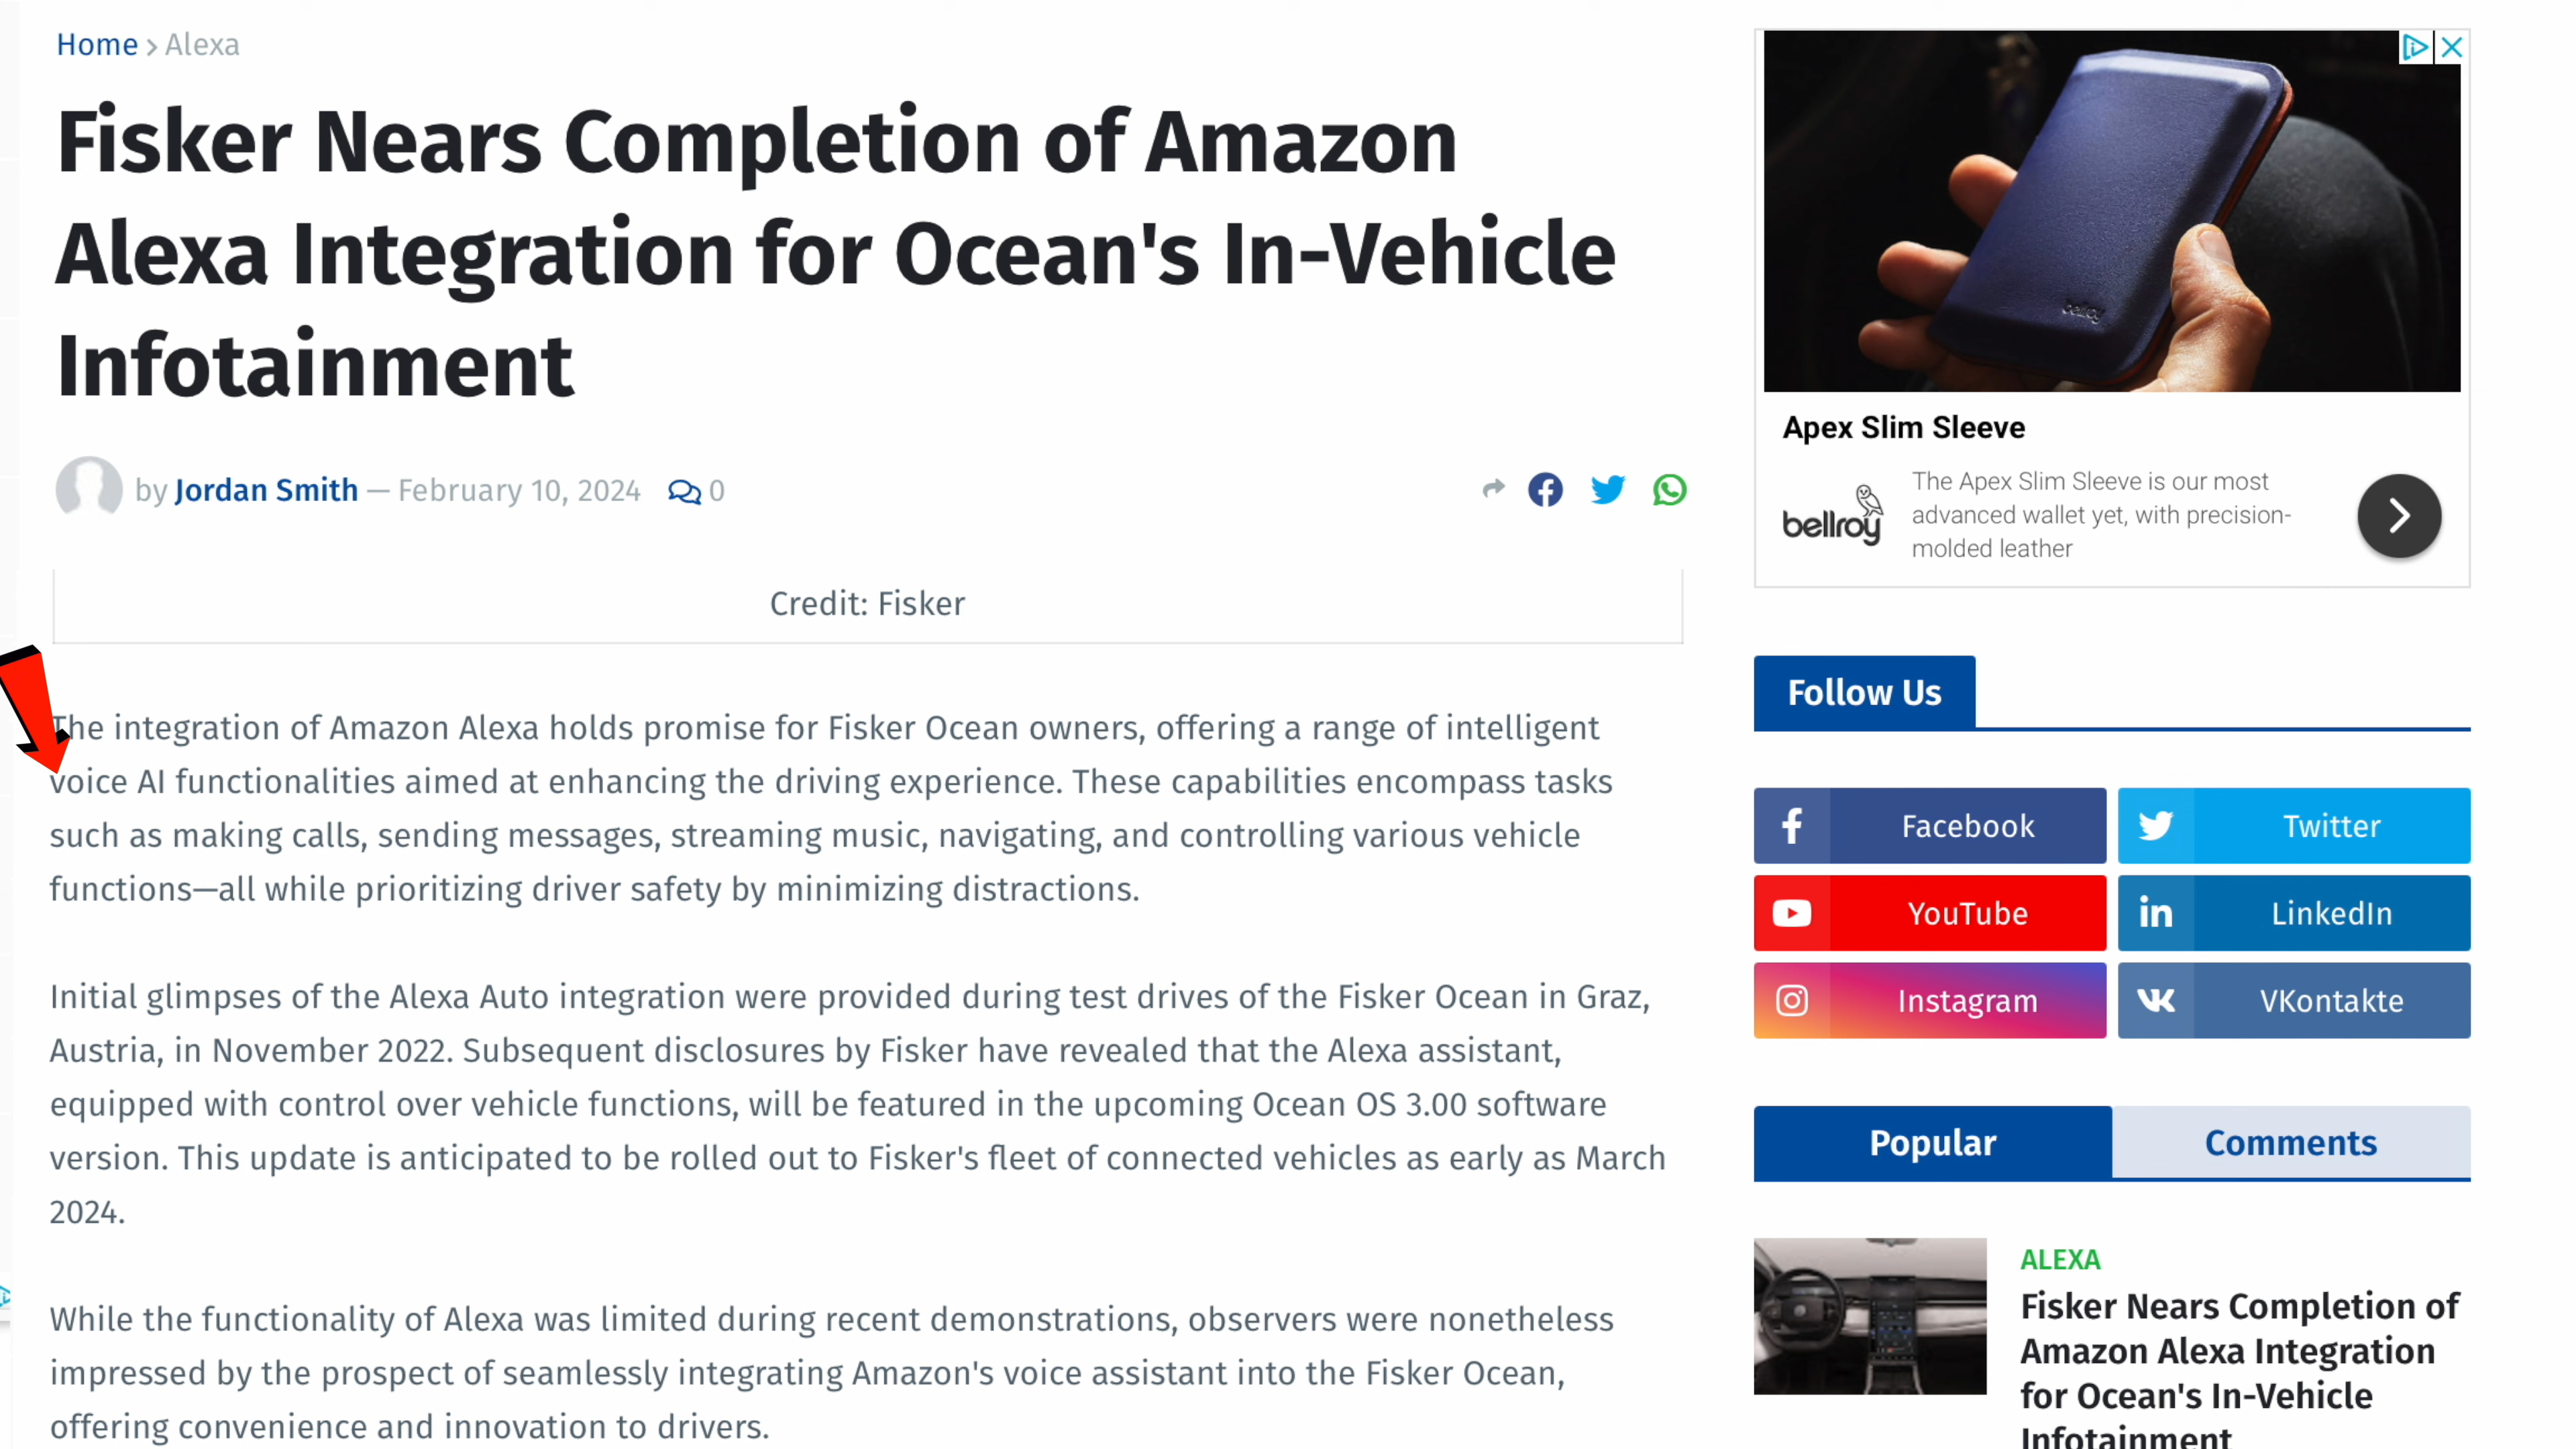 Home > Alexa
Fisker Nears Completion of Amazon
Alexa Integration for Ocean's In-Vehicle
Infotainment
by Jordan Smith — February 10, 2024 0
Credit: Fisker
The integration of Amazon Alexa holds promise for Fisker Ocean owners, offering a range of intelligent
voice AI functionalities aimed at enhancing the driving experience. These capabilities encompass tasks
such as making calls, sending messages, streaming music, navigating, and controlling various vehicle
functions—all while prioritizing driver safety by minimizing distractions.
Initial glimpses of the Alexa Auto integration were provided during test drives of the Fisker Ocean in Graz,
Austria, in November 2022. Subsequent disclosures by Fisker have revealed that the Alexa assistant,
equipped with control over vehicle functions, will be featured in the upcoming Ocean OS 3.00 software
version. This update is anticipated to be rolled out to Fisker's fleet of connected vehicles as early as March
2024.
While the functionality of Alexa was limited during recent demonstrations, observers were nonetheless
impressed by the prospect of seamlessly integrating Amazon's voice assistant into the Fisker Ocean,
offering convenience and innovation to drivers.
bellroy
Apex Slim Sleeve
bellroy
The Apex Slim Sleeve is our most
advanced wallet yet, with precision-
molded leather
Follow Us
Facebook
Twitter
YouTube
LinkedIn
Instagram
VKontakte
Popular
Comments
ALEXA
Fisker Nears Completion of
Amazon Alexa Integration
for Ocean's In-Vehicle
Infotainment